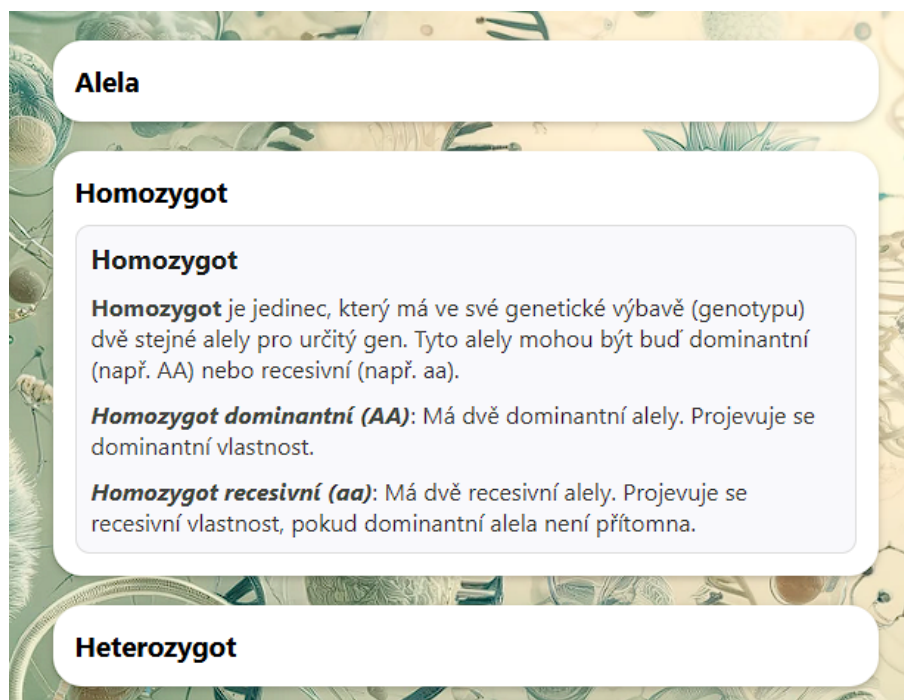 Alela
Homozygot
Homozygot
Homozygot je jedinec, který má ve své genetické výbavě (genotypu)
dvě stejné alely pro určitý gen. Tyto alely mohou být buď dominantní
(např. AA) nebo recesivní (např. aa).
Homozygot dominantní (AA): Má dvě dominantní alely. Projevuje se
dominantní vlastnost.
Homozygot recesivní (aa): Má dvě recesivní alely. Projevuje se
recesivní vlastnost, pokud dominantní alela není přítomna.
Heterozygot